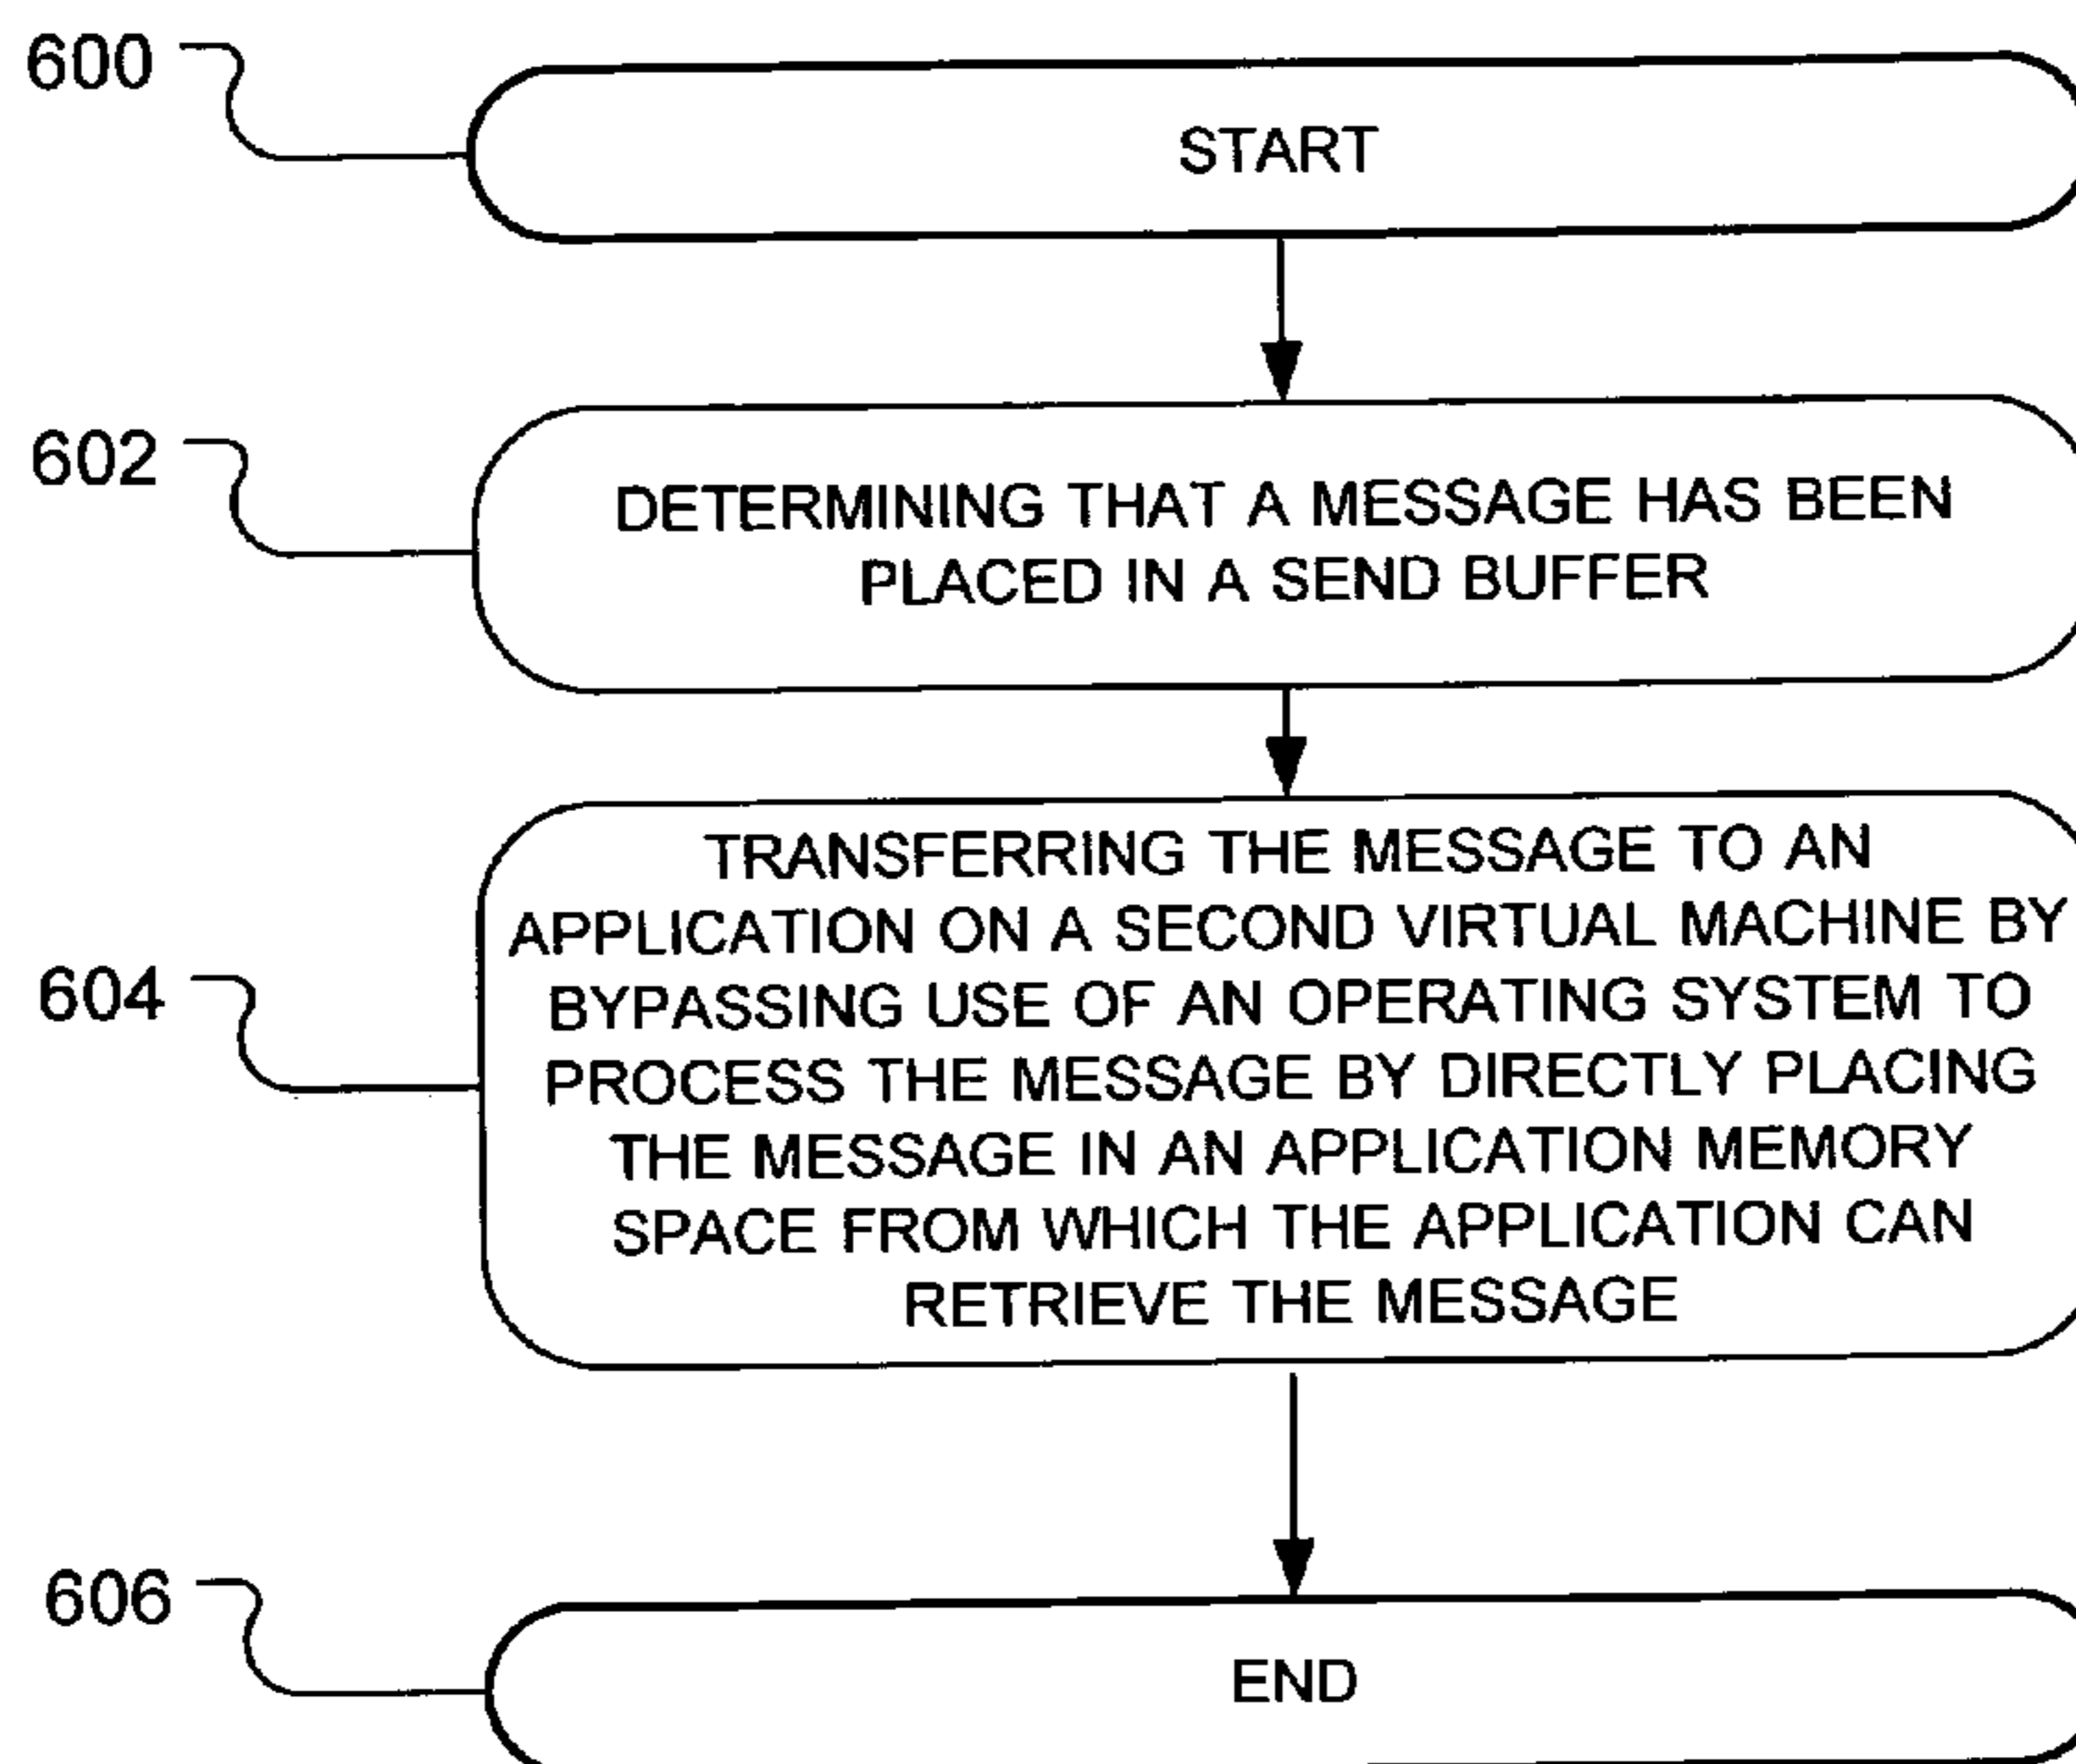 600
START
602
DETERMINING THAT A MESSAGE HAS BEEN
PLACED IN A SEND BUFFER
TRANSFERRING THE MESSAGE TO AN
APPLICATION ON A SECOND VIRTUAL MACHINE BY
BYPASSING USE OF AN OPERATING SYSTEM TO
604
PROCESS THE MESSAGE BY DIRECTLY PLACING
THE MESSAGE IN AN APPLICATION MEMORY
SPACE FROM WHICH THE APPLICATION CAN
RETRIEVE THE MESSAGE
606
END